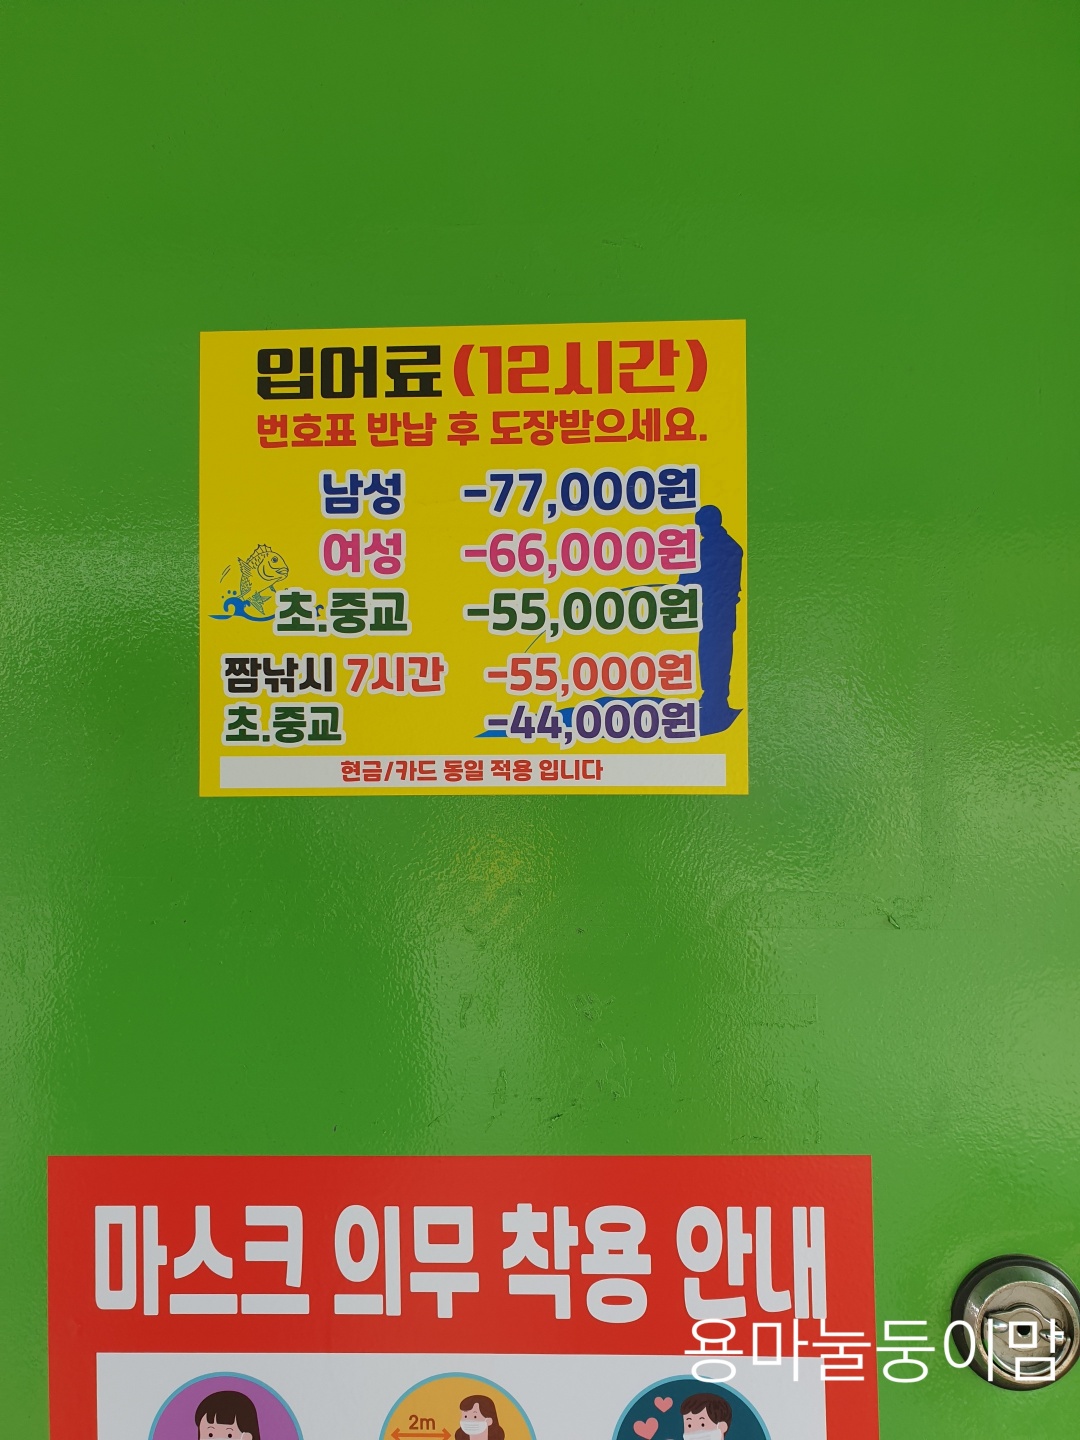 입어료(12시간)
번호표 반납 후 도장받으세요.
남성 -77,000원
여성 -66,000원
초.중교 -55,000원
짬낚시 7시간 -55,000원
초.중교 -44,000원
현금/카드 동일 적용 입니다
마스크 의무 착용 안내
용마눌둥이맘
2m